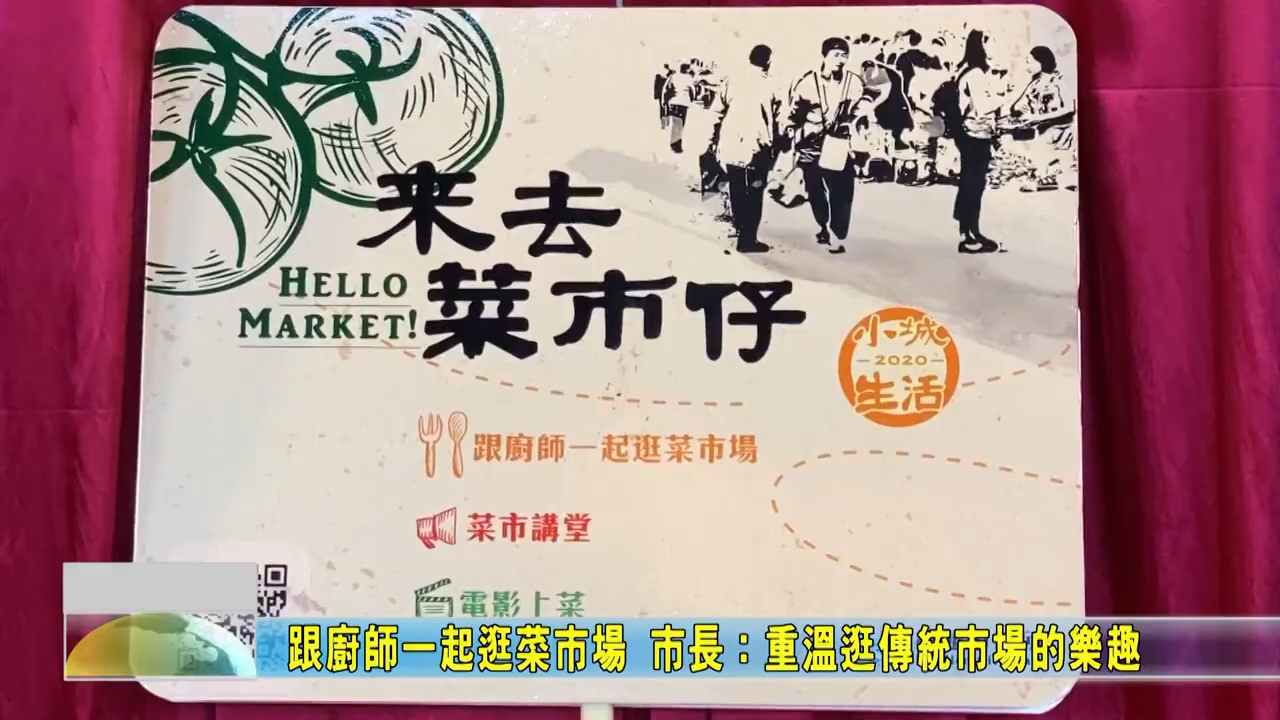 来去
HELLO
MARKET!
菜市仔
小城
2020
生活
跟廚師一起逛菜市場
菜市講堂
電影上菜
跟廚師一起逛菜市場 市長：重溫逛傳統市場的樂趣